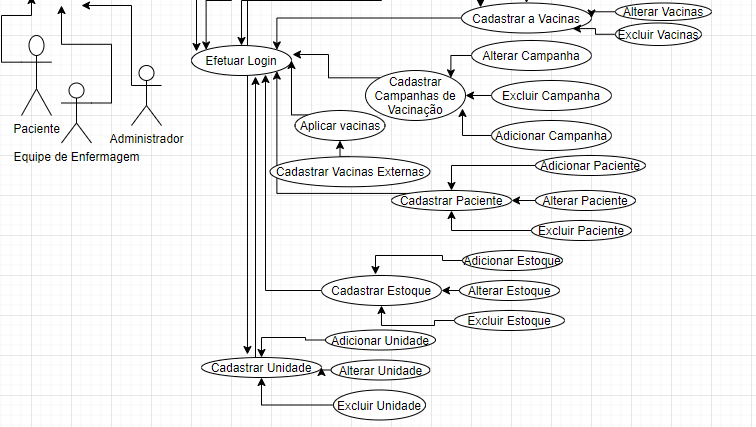 Alterar Vacinas
Cadastrar a Vacinas
Excluir Vacinas
Efetuar Login
Alterar Campanha
Cadastrar
Campanhas de
Vacinação
Excluir Campanha
Adicionar Campanha
Aplicar vacinas
Paciente
Administrador
Equipe de Enfermagem
Cadastrar Vacinas Externas
Adicionar Paciente
Cadastrar Paciente
Alterar Paciente
Excluir Paciente
Adicionar Estoque
Cadastrar Estoque
Alterar Estoque
Excluir Estoque
Adicionar Unidade
Cadastrar Unidade
Alterar Unidade
Excluir Unidade